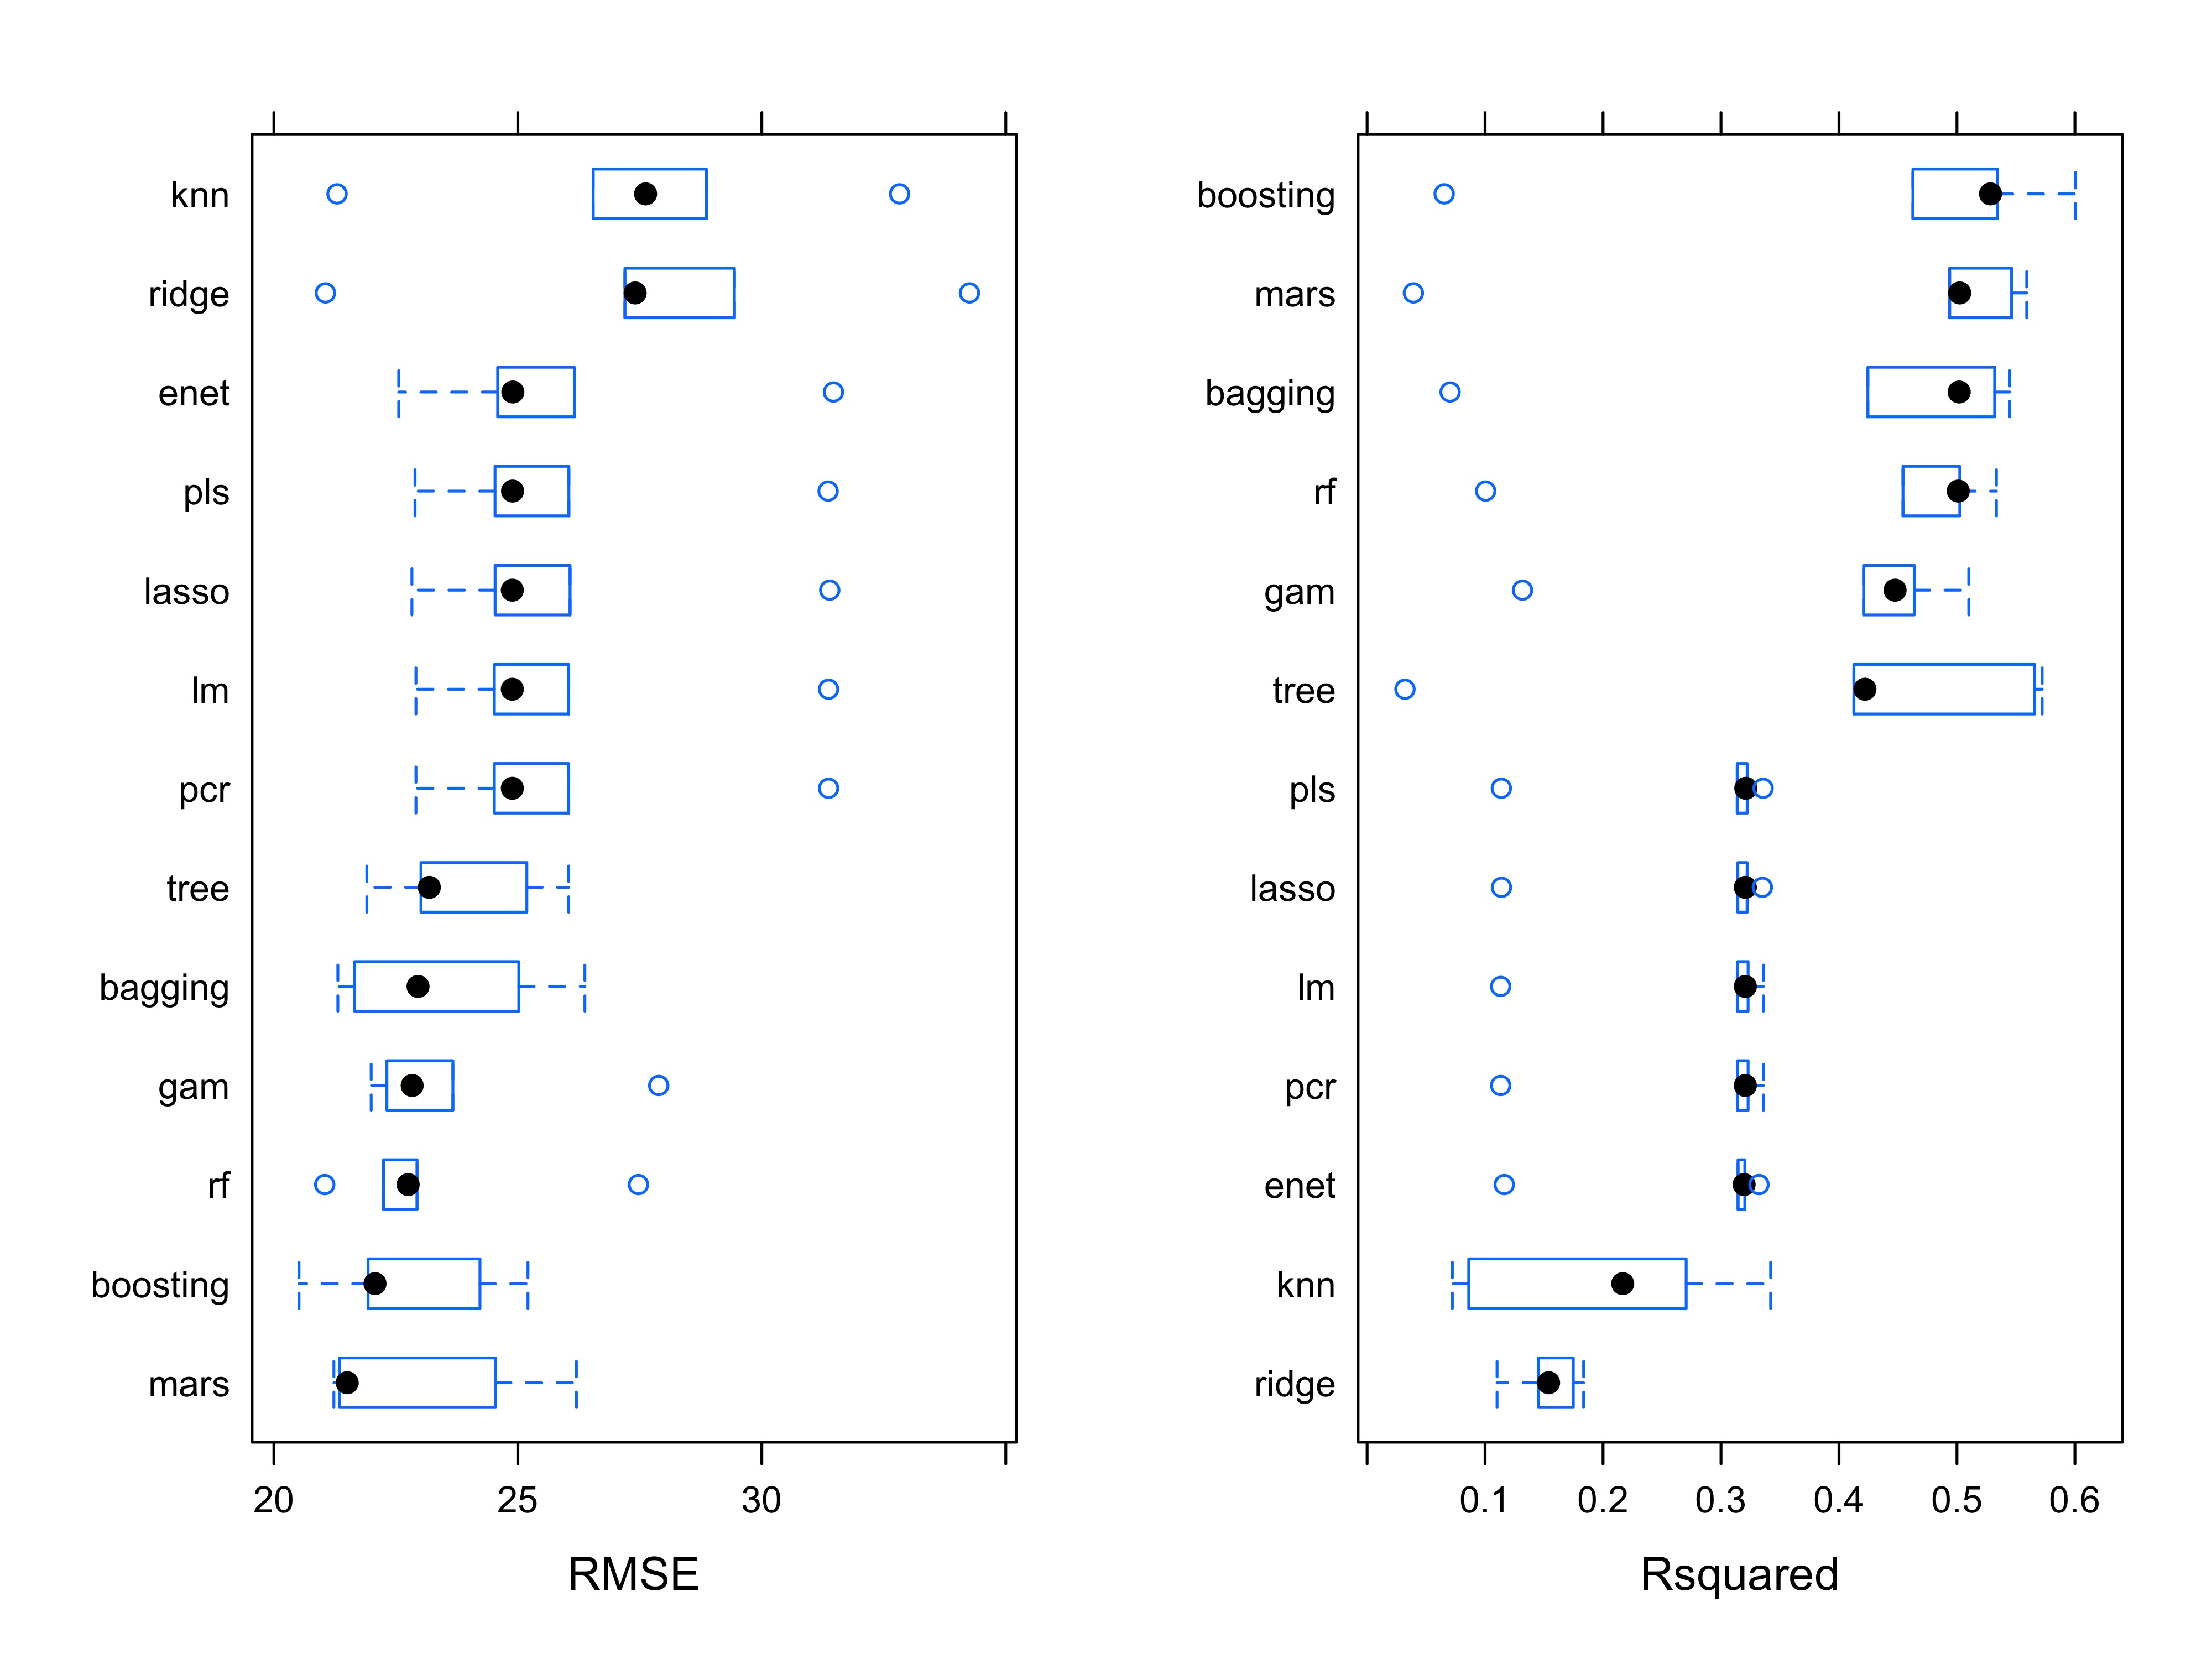 knn
ridge
enet
pls
lasso
lm
pcr
tree
bagging
gam
rf
boosting
mars
20 25 30
RMSE
boosting
mars
bagging
rf
gam
tree
pls
lasso
lm
pcr
enet
knn
ridge
0.1 0.2 0.3 0.4 0.5 0.6
Rsquared